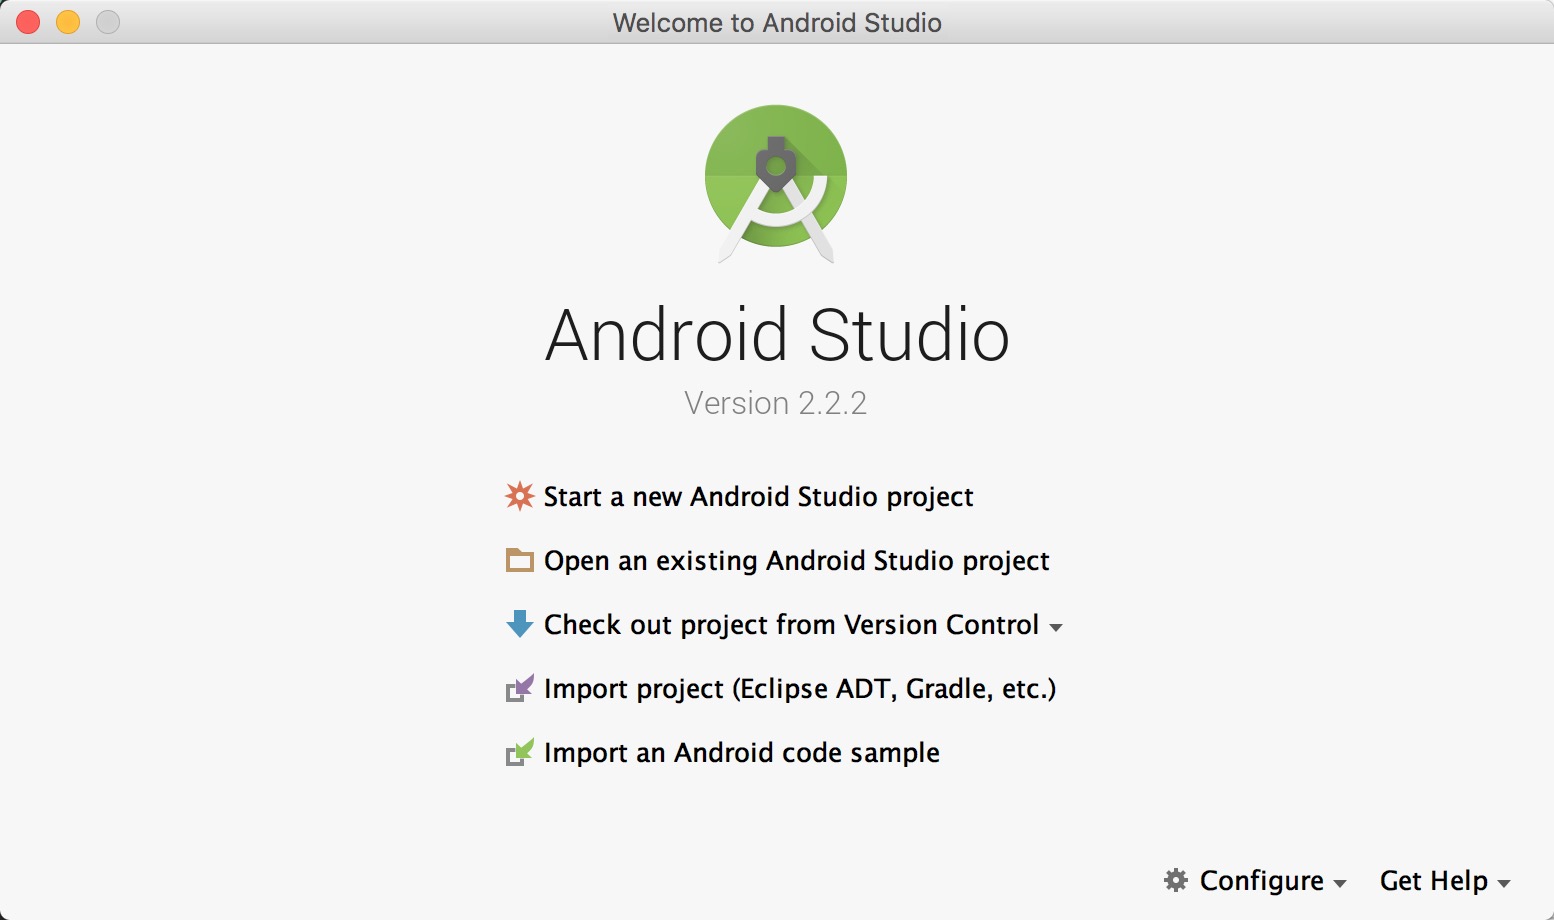 Welcome to Android Studio
Android Studio
Version 2.2.2
Start a new Android Studio project
Open an existing Android Studio project
Check out project from Version Control
Import project (Eclipse ADT, Gradle, etc.)
Import an Android code sample
Configure Get Help